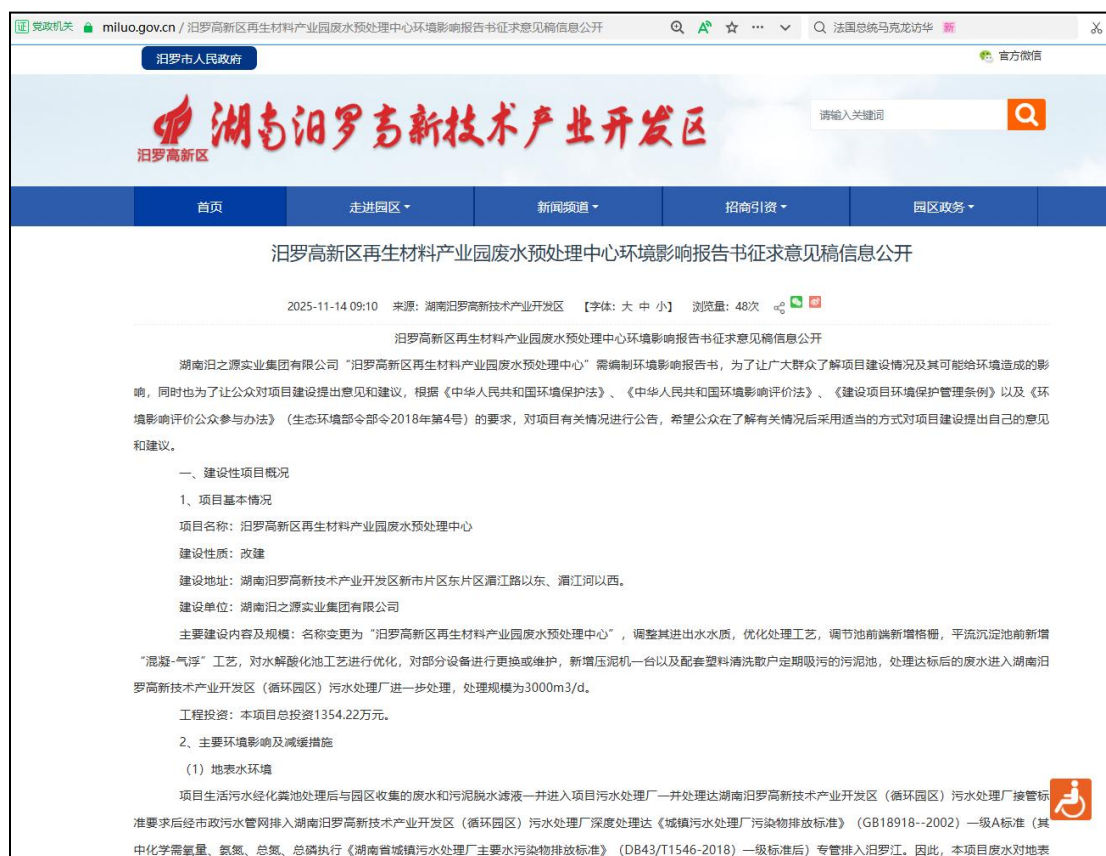 证 党政机关 miluo.gov.cn / 汨罗高新区再生材料产业园废水预处理中心环境影响报告书征求意见稿信息公开 法国总统马克龙访华 新
汨罗市人民政府 官方微信
汨罗高新区 湖南汨罗高新技术产业开发区 请输入关键词
首页 走进园区 新闻频道 招商引资 园区政务
汨罗高新区再生材料产业园废水预处理中心环境影响报告书征求意见稿信息公开
2025-11-14 09:10 来源：湖南汨罗高新技术产业开发区 【字体：大 中 小】 浏览量：48次
汨罗高新区再生材料产业园废水预处理中心环境影响报告书征求意见稿信息公开
湖南汨之源实业集团有限公司“汨罗高新区再生材料产业园废水预处理中心”需编制环境影响报告书，为了让广大群众了解项目建设情况及其可能给环境造成的影
响，同时也为了让公众对项目建设提出意见和建议，根据《中华人民共和国环境保护法》、《中华人民共和国环境影响评价法》、《建设项目环境保护管理条例》以及《环
境影响评价公众参与办法》（生态环境部令部令2018年第4号）的要求，对项目有关情况进行公告，希望公众在了解有关情况后采用适当的方式对项目建设提出自己的意见
和建议。
一、建设性项目概况
1、项目基本情况
项目名称：汨罗高新区再生材料产业园废水预处理中心
建设性质：改建
建设地址：湖南汨罗高新技术产业开发区新市片区东片区湄江路以东、湄江河以西。
建设单位：湖南汨之源实业集团有限公司
主要建设内容及规模：名称变更为“汨罗高新区再生材料产业园废水预处理中心”，调整其进出水水质，优化处理工艺，调节池前端新增格栅，平流沉淀池前新增
“混凝-气浮”工艺，对水解酸化池工艺进行优化，对部分设备进行更换或维护，新增压泥机一台以及配套塑料清洗散户定期吸污的污泥池，处理达标后的废水进入湖南汨
罗高新技术产业开发区（循环园区）污水处理厂进一步处理，处理规模为3000m3/d。
工程投资：本项目总投资1354.22万元。
2、主要环境影响及减缓措施
（1）地表水环境
项目生活污水经化粪池处理后与园区收集的废水和污泥脱水滤液一并进入项目污水处理厂一并处理达湖南汨罗高新技术产业开发区（循环园区）污水处理厂接管标
准要求后经市政污水管网排入湖南汨罗高新技术产业开发区（循环园区）污水处理厂深度处理达《城镇污水处理厂污染物排放标准》（GB18918--2002）一级A标准（其
中化学需氧量、氨氮、总氮、总磷执行《湖南省城镇污水处理厂主要水污染物排放标准》（DB43/T1546-2018）一级标准后）专管排入汨罗江。因此，本项目废水对地表